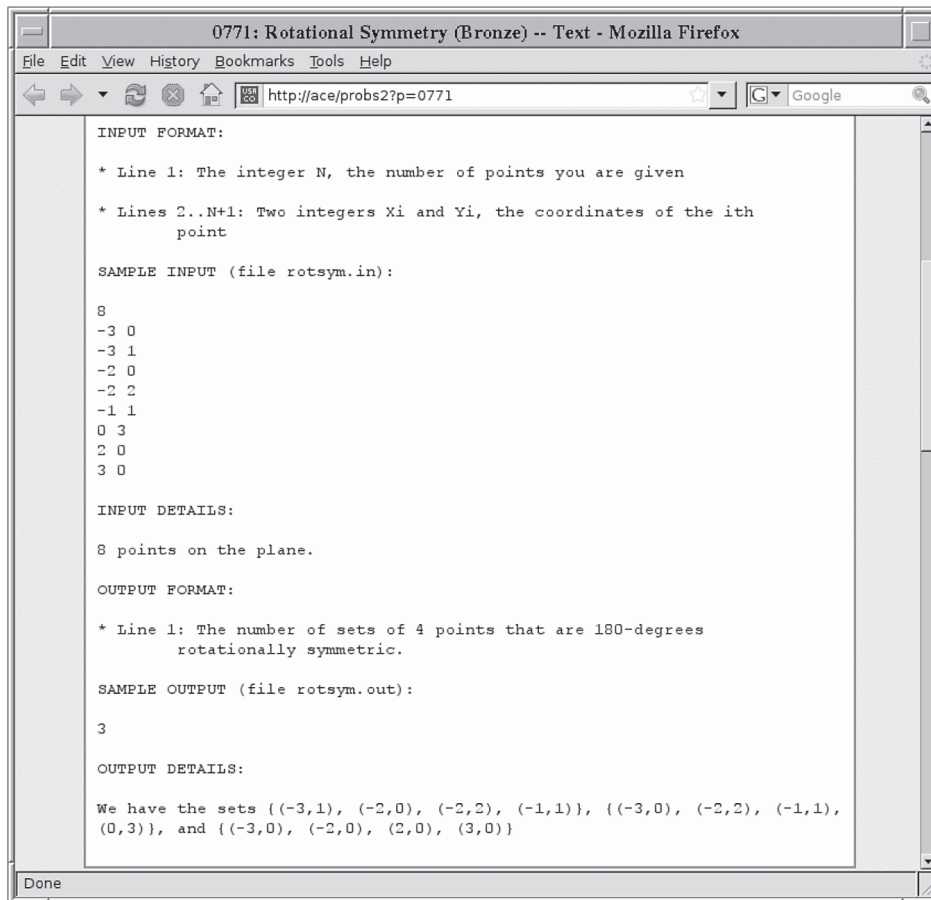 0771: Rotational Symmetry (Bronze) -- Text - Mozilla Firefox
File Edit View History Bookmarks Tools Help
USA CO http://ace/probs2?p=0771 G Google
INPUT FORMAT:
* Line 1: The integer N, the number of points you are given
* Lines 2..N+1: Two integers Xi and Yi, the coordinates of the ith
point
SAMPLE INPUT (file rotsym.in):
8
-3 0
-3 1
-2 0
-2 2
-1 1
0 3
2 0
3 0
INPUT DETAILS:
8 points on the plane.
OUTPUT FORMAT:
* Line 1: The number of sets of 4 points that are 180-degrees
rotationally symmetric.
SAMPLE OUTPUT (file rotsym.out):
3
OUTPUT DETAILS:
We have the sets {(-3,1), (-2,0), (-2,2), (-1,1)}, {(-3,0), (-2,2), (-1,1),
(0,3)}, and {(-3,0), (-2,0), (2,0), (3,0)}
Done